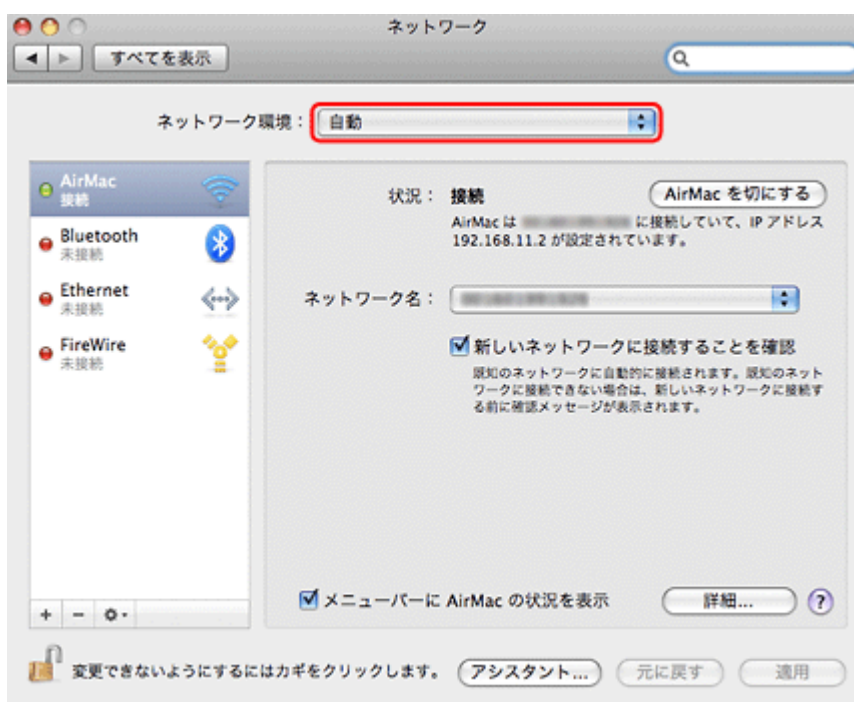 ネットワーク
すべてを表示
ネットワーク環境：自動
AirMac
接続
Bluetooth
未接続
Ethernet
未接続
FireWire
未接続
状況：接続
AirMac を切にする
AirMac は に接続していて、IP アドレス
192.168.11.2 が設定されています。
ネットワーク名：
新しいネットワークに接続することを確認
既知のネットワークに自動的に接続されます。既知のネット
ワークに接続できない場合は、新しいネットワークに接続す
る前に確認メッセージが表示されます。
メニューバーに AirMac の状況を表示
詳細...
?
+ −
変更できないようにするにはカギをクリックします。
アシスタント...
元に戻す
適用